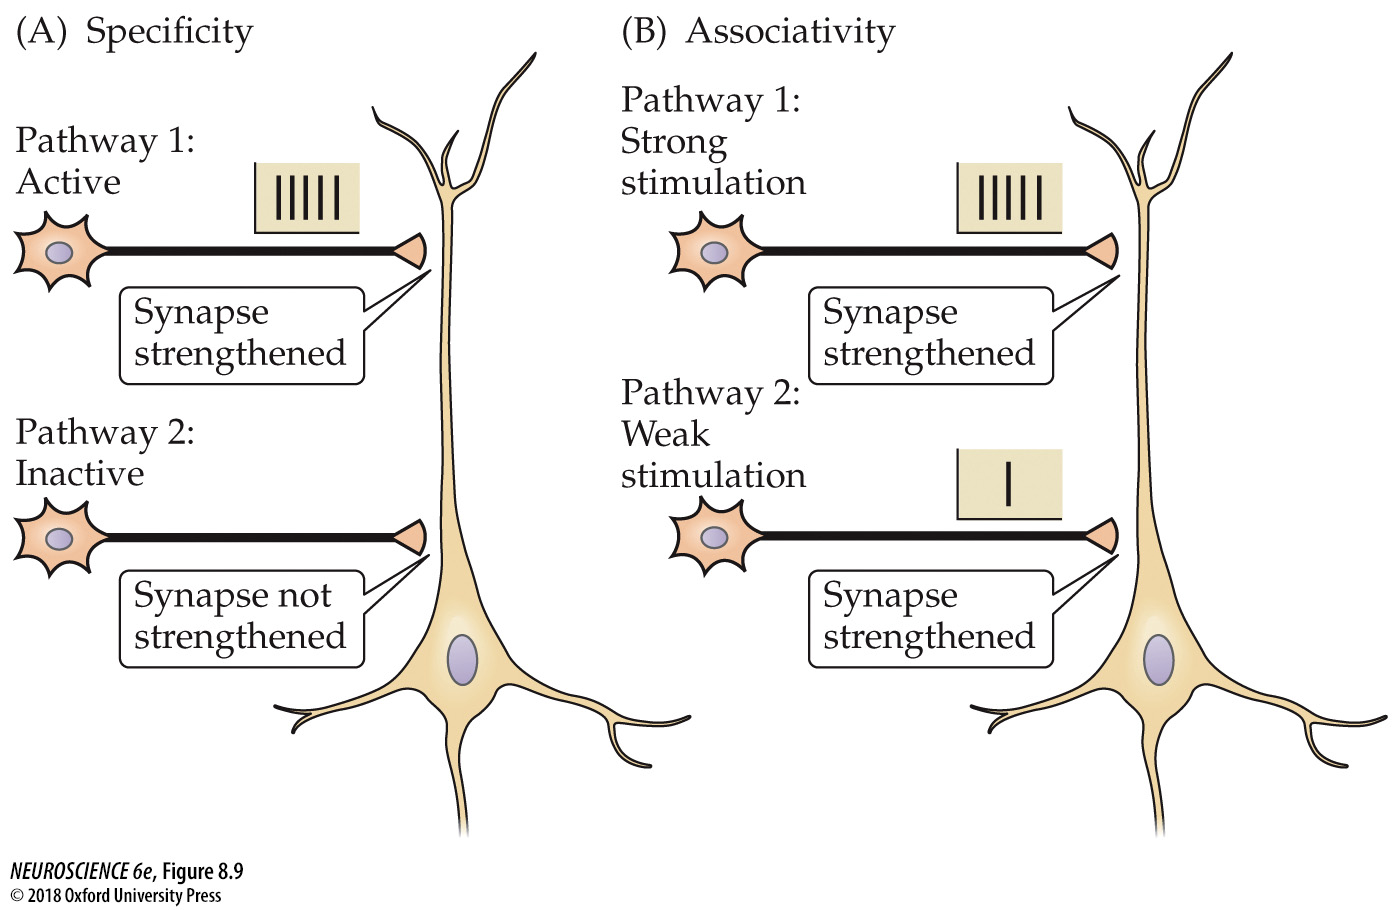 (A) Specificity
Pathway 1:
Active
Synapse
strengthened
Pathway 2:
Inactive
Synapse not
strengthened
(B) Associativity
Pathway 1:
Strong
stimulation
Synapse
strengthened
Pathway 2:
Weak
stimulation
Synapse
strengthened
NEUROSCIENCE 6e, Figure 8.9
© 2018 Oxford University Press